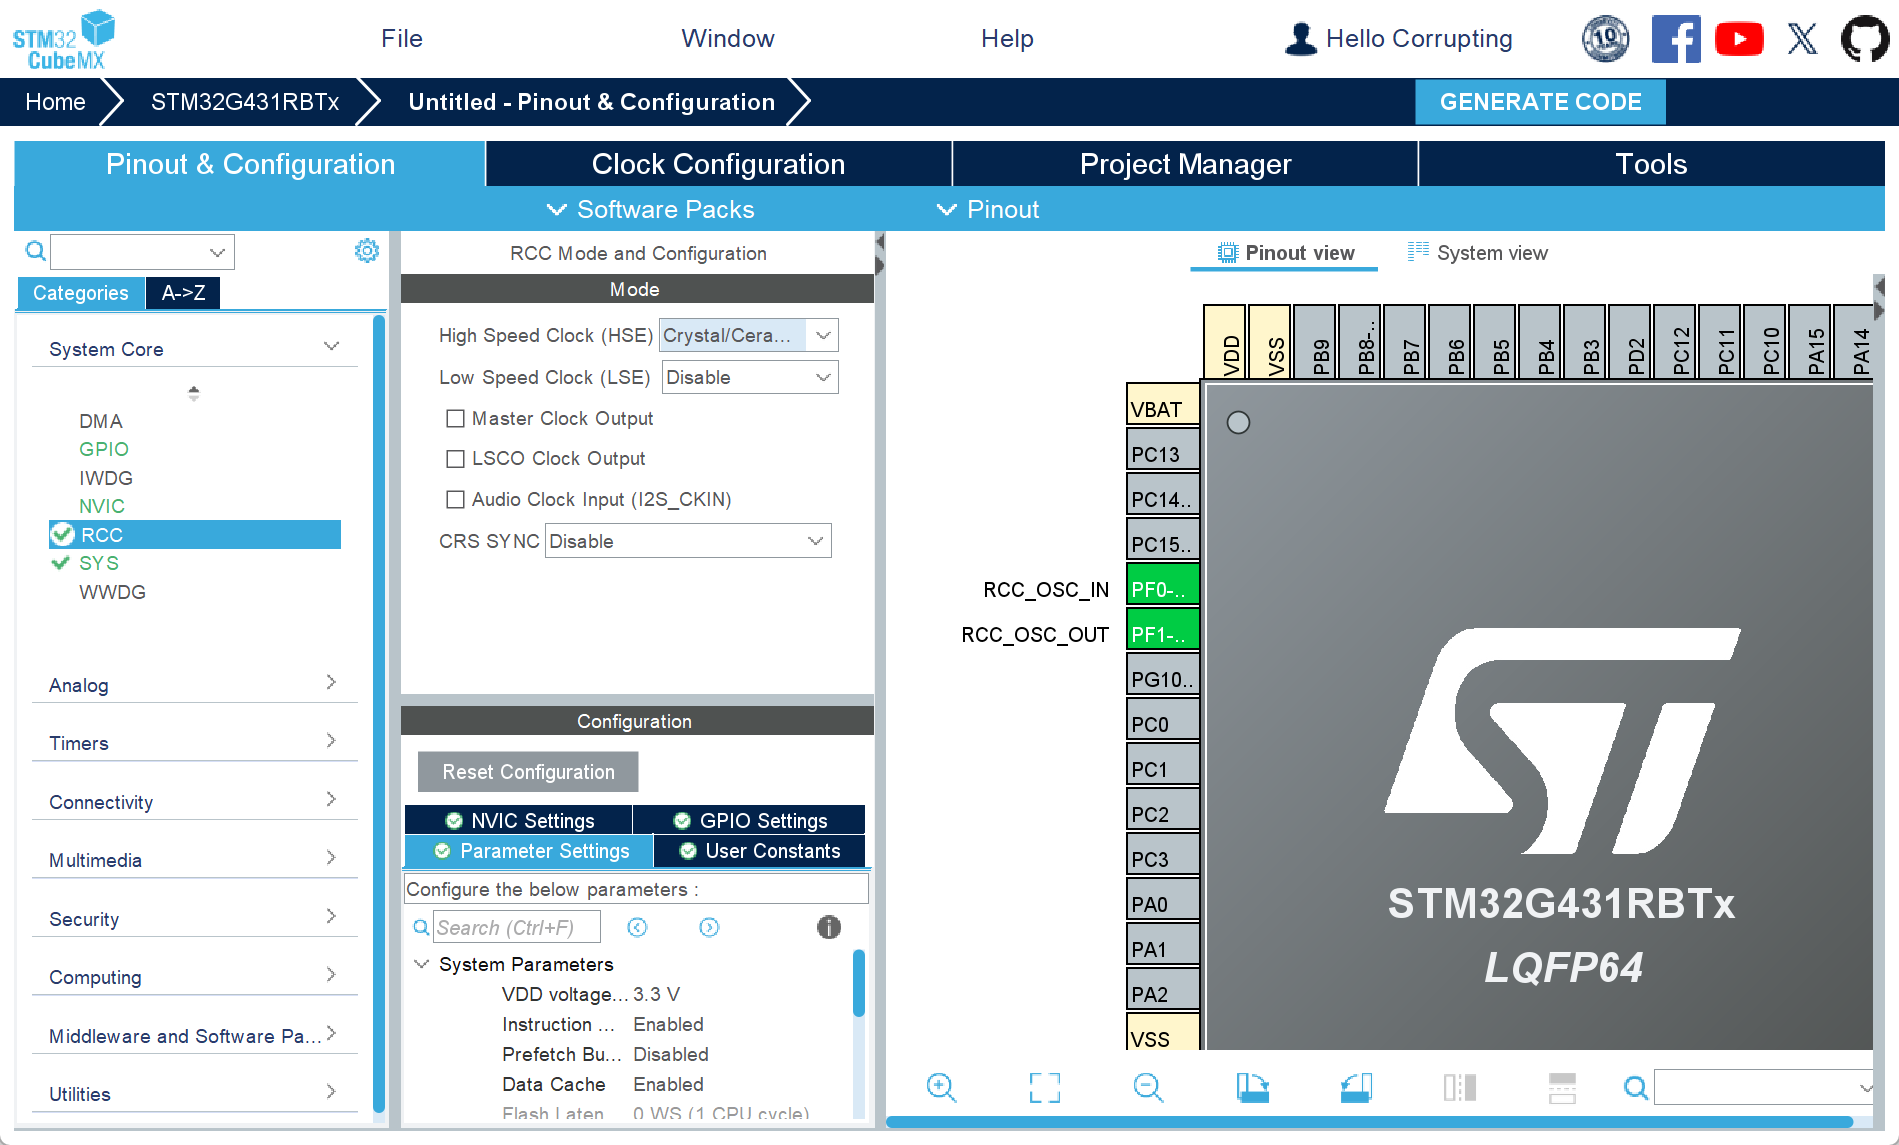 STM32
CubeMX
File
Window
Help
Hello Corrupting
10
Home
STM32G431RBTx
Untitled - Pinout & Configuration
GENERATE CODE
Pinout & Configuration
Clock Configuration
Project Manager
Tools
Software Packs
Pinout
Categories
A->Z
System Core
DMA
GPIO
IWDG
NVIC
RCC
SYS
WWDG
Analog
Timers
Connectivity
Multimedia
Security
Computing
Middleware and Software Pa...
Utilities
RCC Mode and Configuration
Mode
High Speed Clock (HSE) Crystal/Cera...
Low Speed Clock (LSE) Disable
Master Clock Output
LSCO Clock Output
Audio Clock Input (I2S_CKIN)
CRS SYNC Disable
Configuration
Reset Configuration
NVIC Settings
GPIO Settings
Parameter Settings
User Constants
Configure the below parameters :
Search (Ctrl+F)
System Parameters
VDD voltage... 3.3 V
Instruction ... Enabled
Prefetch Bu... Disabled
Data Cache Enabled
Flash Laten 0 WS (1 CPU cycle)
Pinout view
System view
VDD
VSS
PB9
PB8-..
PB7
PB6
PB5
PB4
PB3
PD2
PC12
PC11
PC10
PA15
PA14
VBAT
PC13
PC14..
PC15..
RCC_OSC_IN PF0-..
RCC_OSC_OUT PF1-..
PG10..
PC0
PC1
PC2
PC3
PA0
PA1
PA2
VSS
ST
STM32G431RBTx
LQFP64